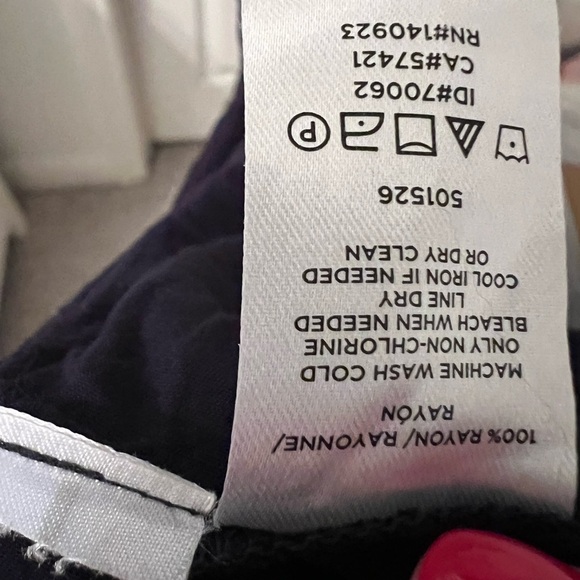 100% RAYON/ RAYONNE/
RAYÓN
MACHINE WASH COLD
ONLY NON-CHLORINE
BLEACH WHEN NEEDED
LINE DRY
COOL IRON IF NEEDED
OR DRY CLEAN
501526
P
ID#70062
CA#57421
RN#140923